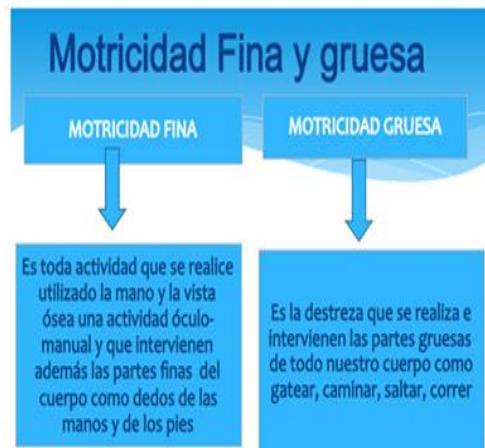 Motricidad Fina y gruesa
MOTRICIDAD FINA
MOTRICIDAD GRUESA
Es toda actividad que se realice
utilizado la mano y la vista
ósea una actividad óculo-
manual y que intervienen
además las partes finas del
cuerpo como dedos de las
manos y de los pies
Es la destreza que se realiza e
intervienen las partes gruesas
de todo nuestro cuerpo como
gatear, caminar, saltar, correr